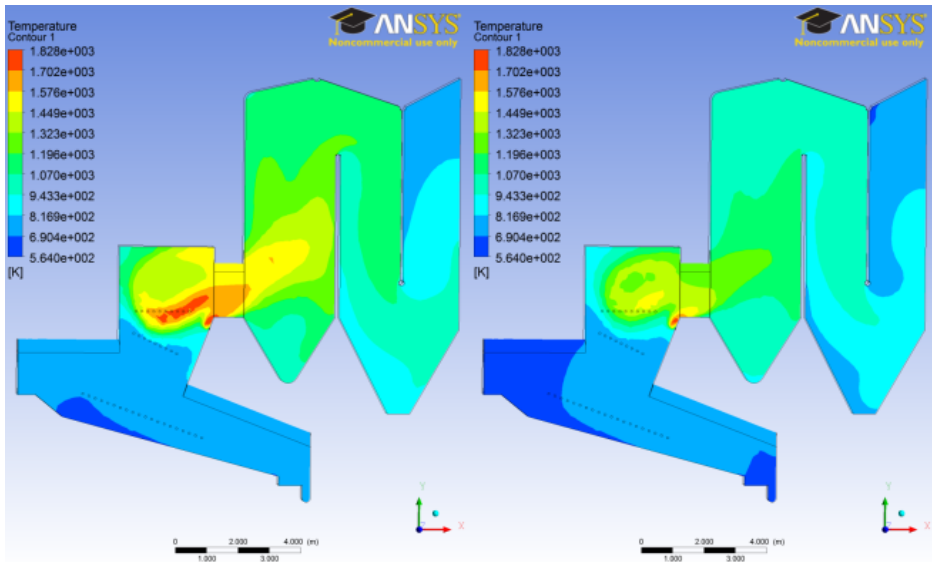 ANSYS
Noncommercial use only
Temperature
Contour 1
1.828e+003
1.702e+003
1.576e+003
1.449e+003
1.323e+003
1.196e+003
1.070e+003
9.433e+002
8.169e+002
6.904e+002
5.640e+002
[K]
Y
X
0 2.000 4.000 (m)
1.000 3.000
ANSYS
Noncommercial use only
Temperature
Contour 1
1.828e+003
1.702e+003
1.576e+003
1.449e+003
1.323e+003
1.196e+003
1.070e+003
9.433e+002
8.169e+002
6.904e+002
5.640e+002
[K]
Y
X
0 2.000 4.000 (m)
1.000 3.000